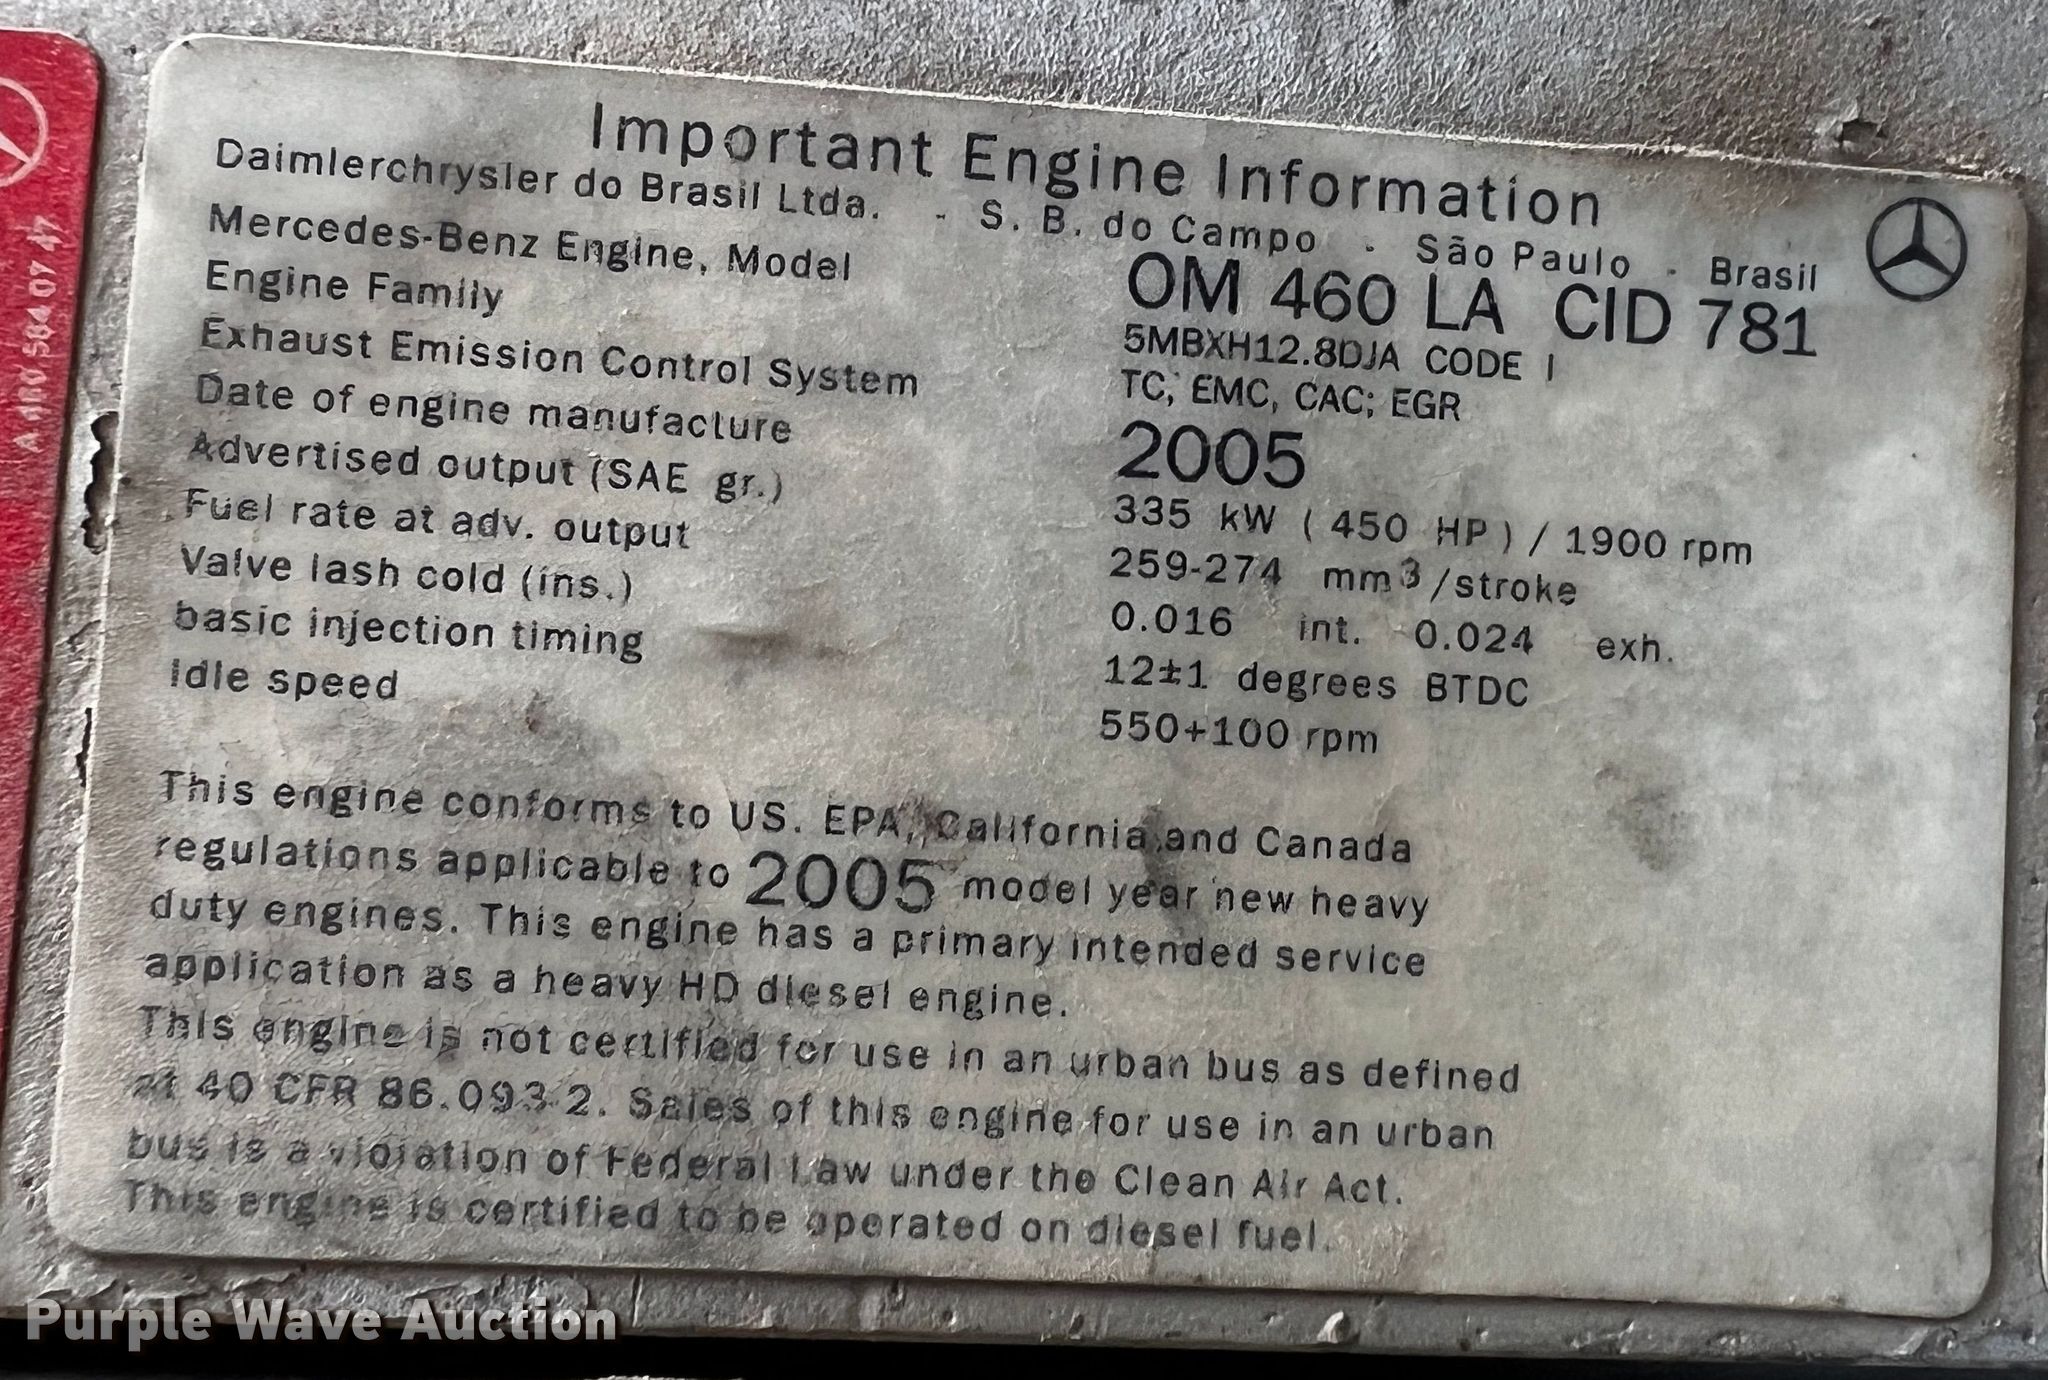 Important Engine Information
Daimlerchrysler do Brasil Ltda. - S. B. do Campo - São Paulo - Brasil
Mercedes-Benz Engine, Model OM 460 LA CID 781
Engine Family 5MBXH12.8DJA CODE I
Exhaust Emission Control System TC, EMC, CAC; EGR
Date of engine manufacture 2005
Advertised output (SAE gr.) 335 kW (450 HP) / 1900 rpm
Fuel rate at adv. output 259-274 mm3/stroke
Valve lash cold (ins.) 0.016 int. 0.024 exh.
basic injection timing 12±1 degrees BTDC
Idle speed 550+100 rpm
This engine conforms to US. EPA, California and Canada
regulations applicable to 2005 model year new heavy
duty engines. This engine has a primary intended service
application as a heavy HD diesel engine.
This engine is not certified for use in an urban bus as defined
at 40 CFR 86.093-2. Sales of this engine for use in an urban
bus is a violation of Federal Law under the Clean Air Act.
This engine is certified to be operated on diesel fuel.
Purple Wave Auction